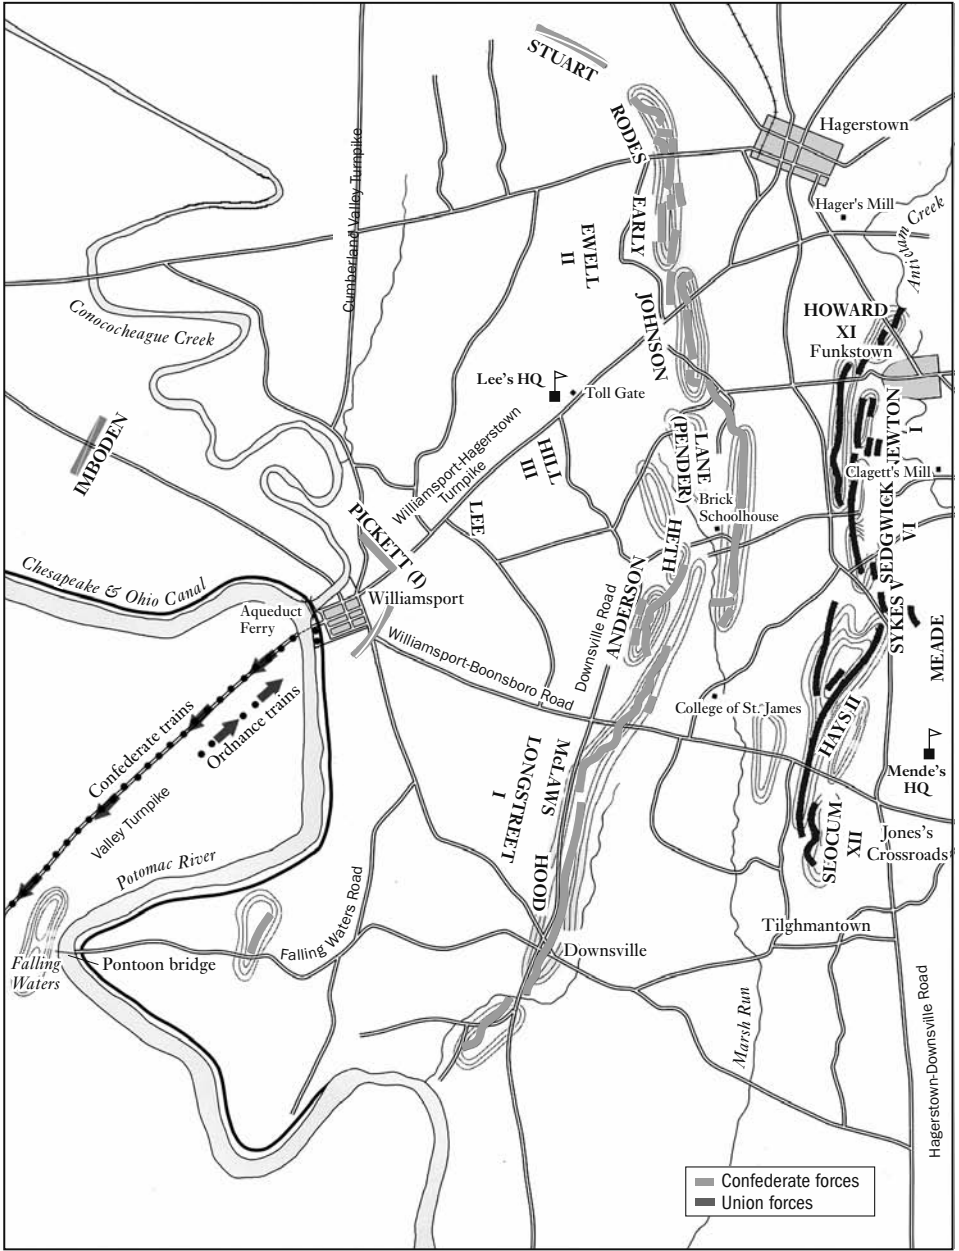 STUART
RODES
Hagerstown
Cumberland Valley Turnpike
Hager's Mill
EARLY
Antietam Creek
EWELL
II
Conococheague Creek
JOHNSON
HOWARD
XI
Funkstown
Lee's HQ
Toll Gate
NEWTON
I
IMBODEN
Williamsport-Hagerstown
Turnpike
HILL
III
LANE
(PENDER)
Clagett's Mill
LEE
Brick
Schoolhouse
PICKETT (I)
HETH
SEDGWICK
VI
Chesapeake & Ohio Canal
Aqueduct
Ferry
Williamsport
ANDERSON
SYKES V
Downsville Road
MEADE
Williamsport-Boonsboro Road
Confederate trains
Ordnance trains
College of St. James
HAYS II
McLAWS
LONGSTREET
I
Mende's
HQ
Valley Turnpike
SEOCUM
XII
Jones's
Crossroads
Potomac River
HOOD
Falling Waters Road
Tilghmantown
Falling
Waters
Pontoon bridge
Downsville
Marsh Run
Hagerstown-Downsville Road
Confederate forces
Union forces